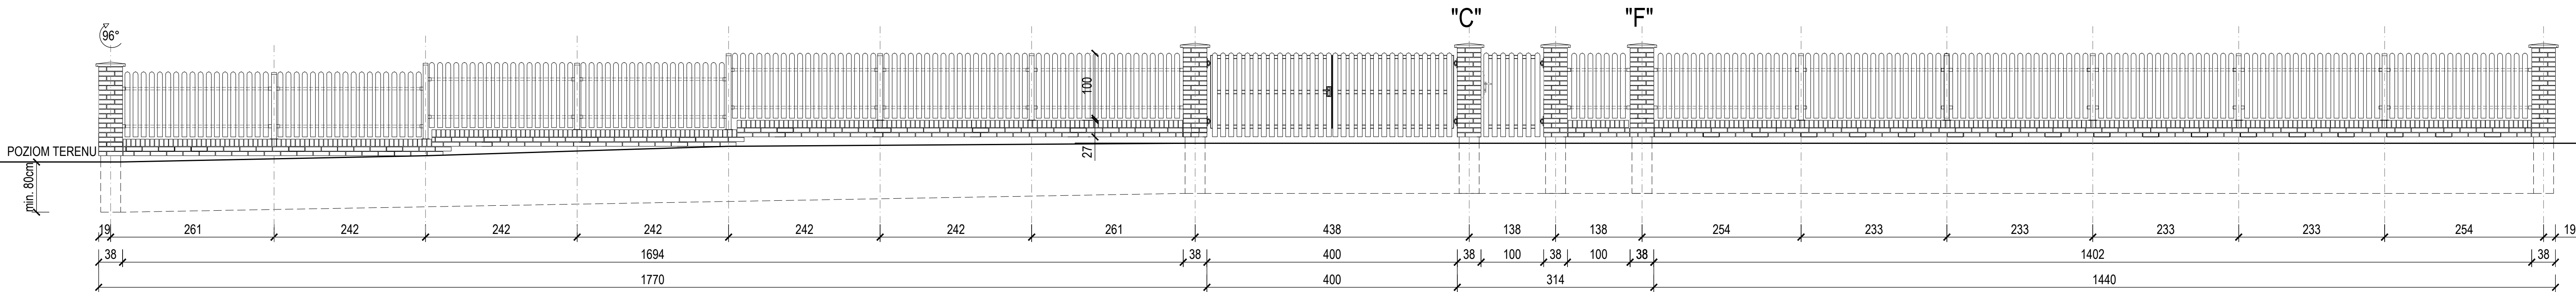 "C" "F"
96°
100
POZIOM TERENU
27
min. 80cm
19 261 242 242 242 242 242 261 438 138 138 254 233 233 233 233 254 19
38 1694 38 400 38 100 38 100 38 1402 38
1770 400 314 1440